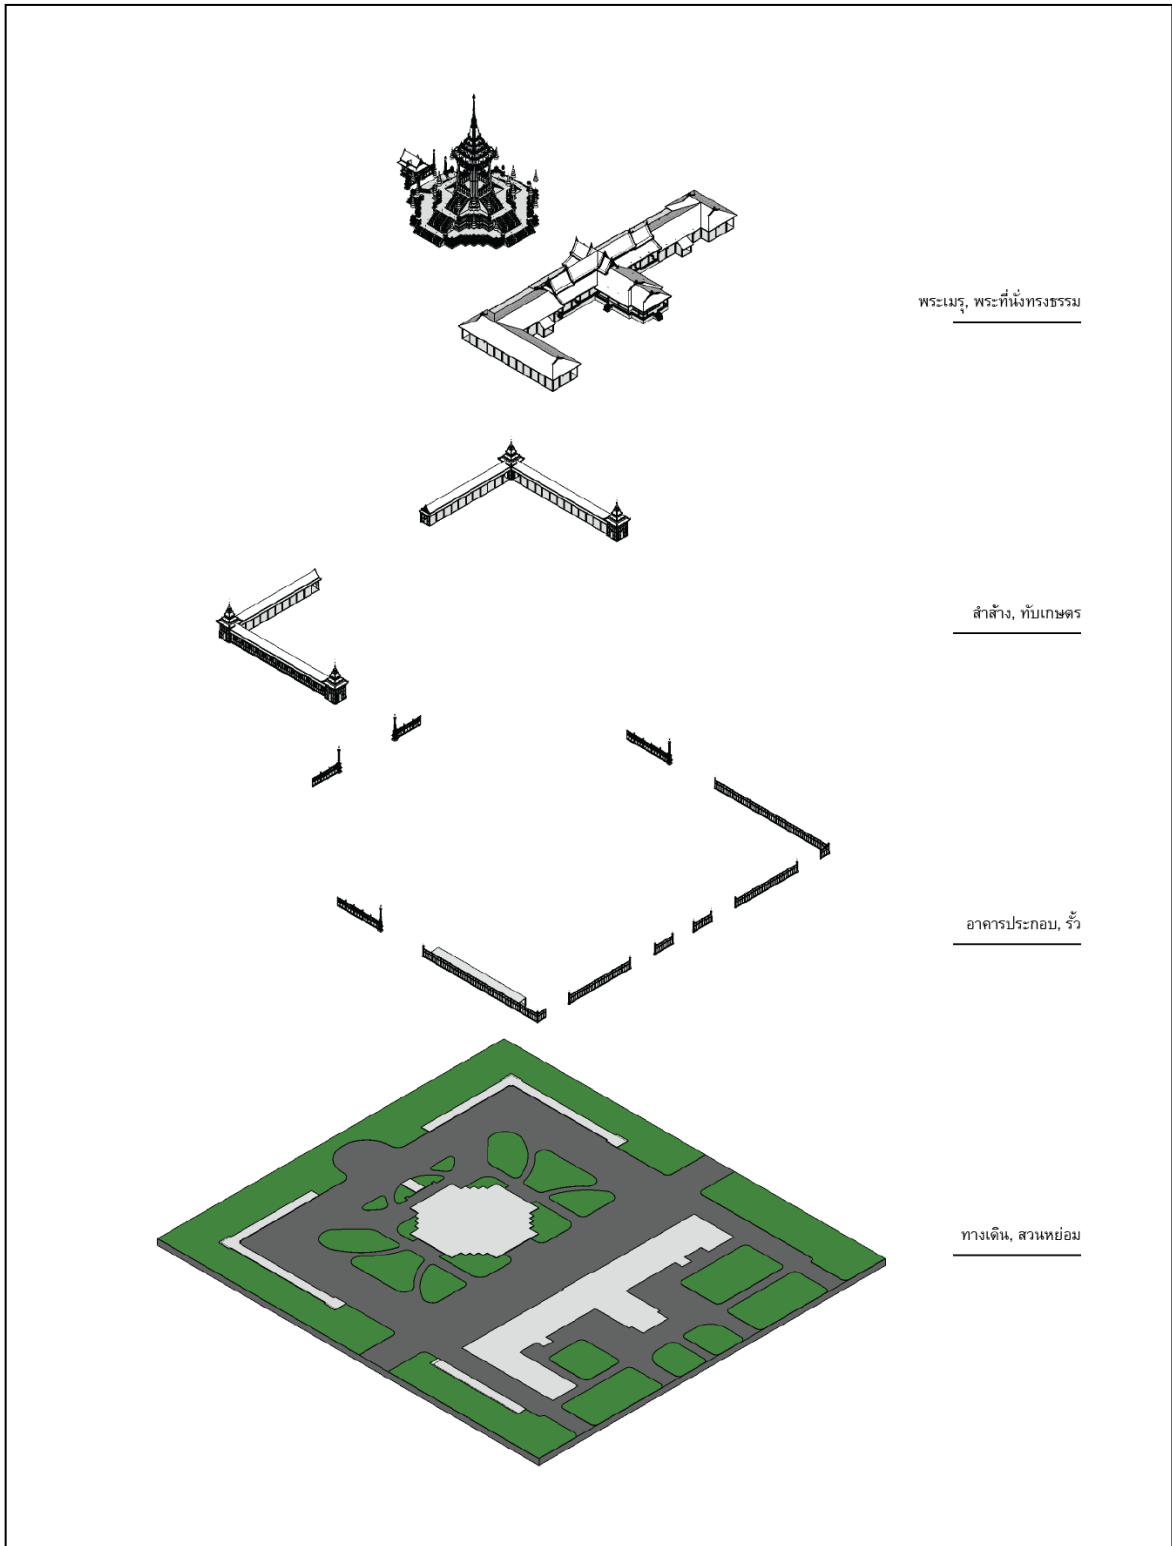 พระเมรุ, พระที่นั่งทรงธรรม
สำส้าง, ทับเกษตร
อาคารประกอบ, รั้ว
ทางเดิน, สวนหย่อม